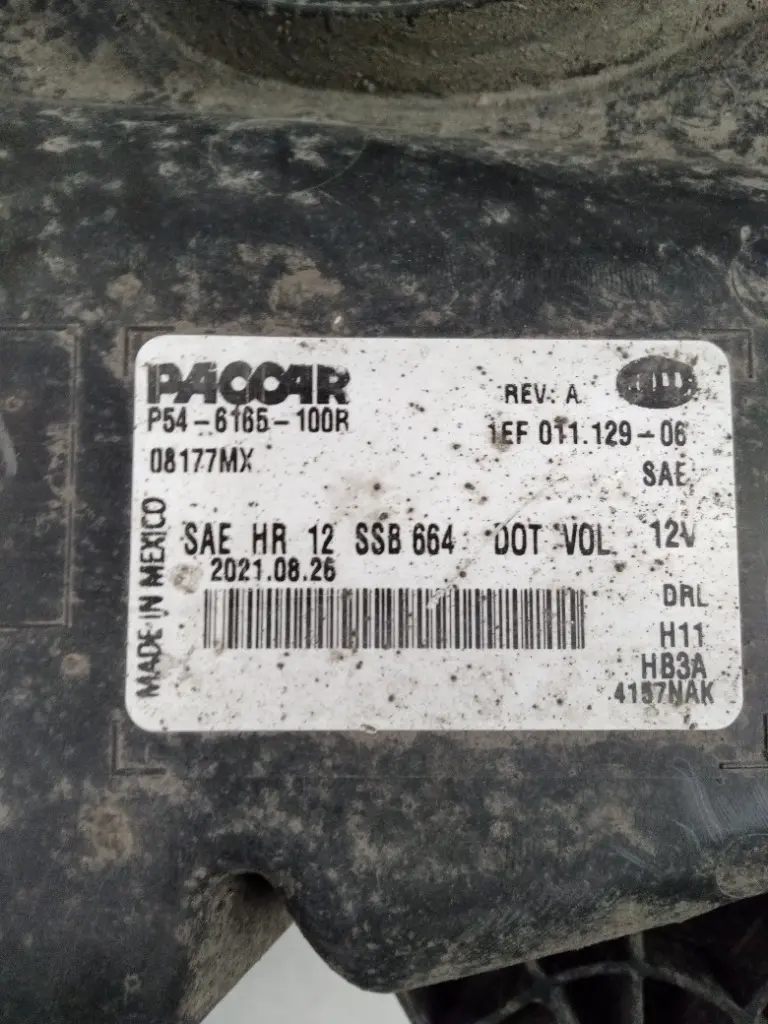 PACCAR
P54-6165-100R
08177MX
REV: A
1EF 011.129-06
SAE
MADE IN MEXICO
SAE HR 12 SSB 664 DOT VOL 12V
2021.08.26
DRL
H11
HB3A
4157NAK